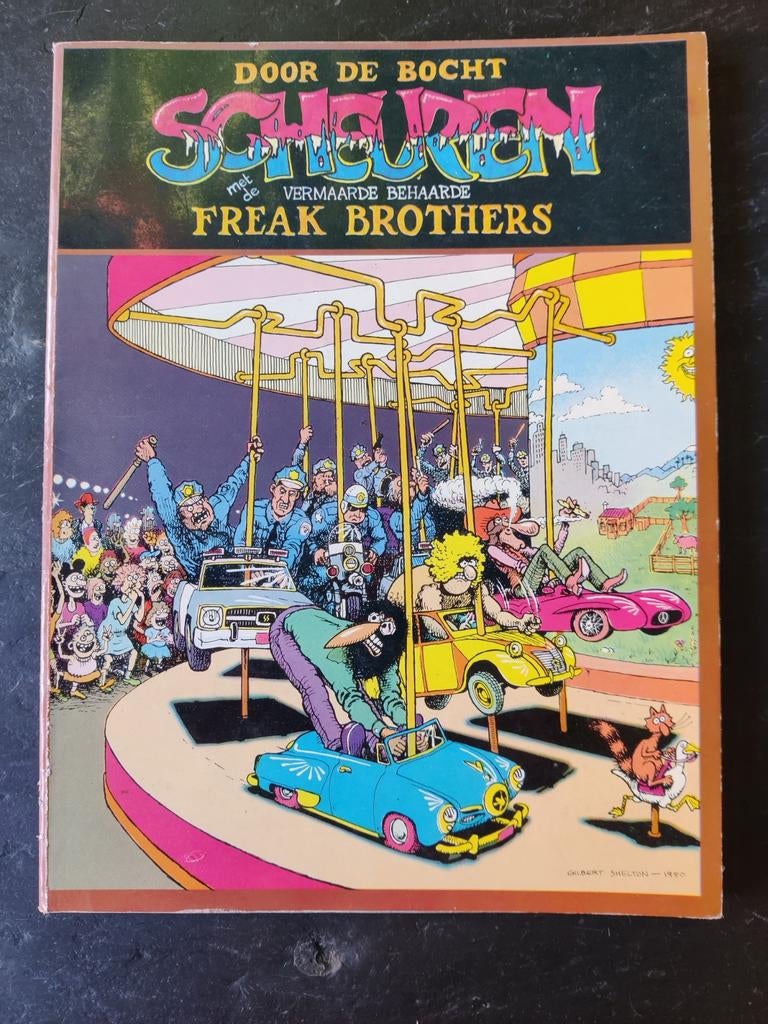 DOOR DE BOCHT
SCHEUREN
met de VERMAARDE BEHAARDE
FREAK BROTHERS
GILBERT SHELTON — 1980